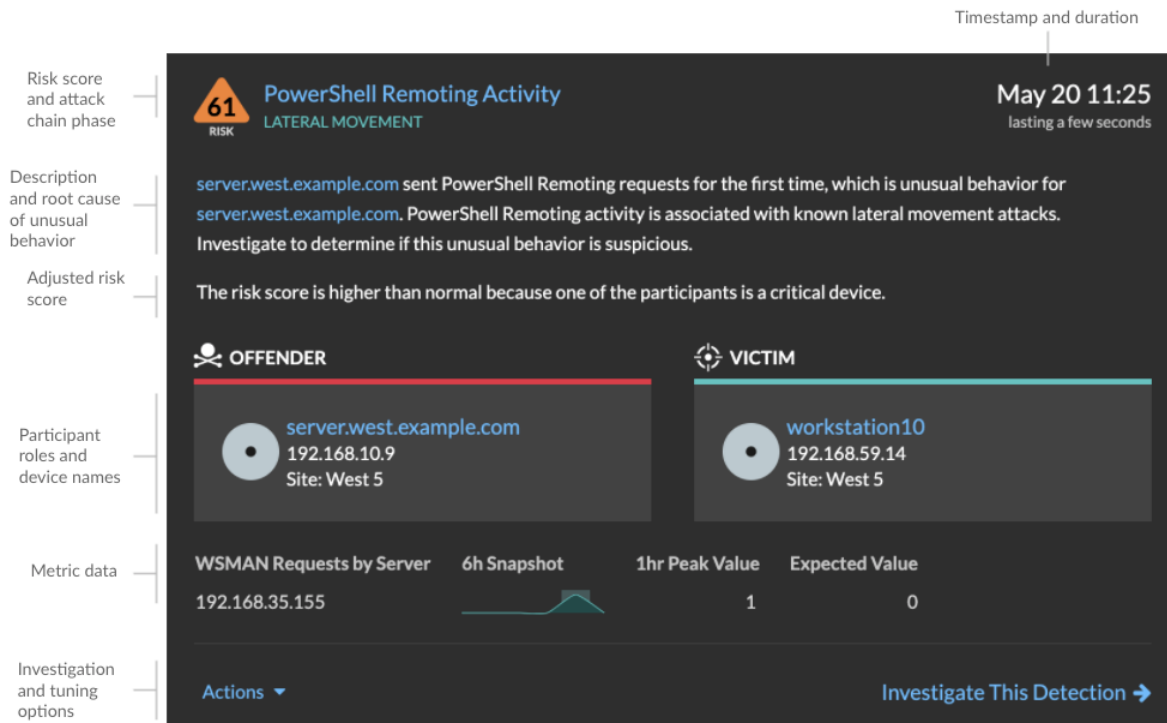 Timestamp and duration
Risk score
and attack
chain phase
61
RISK
PowerShell Remoting Activity
LATERAL MOVEMENT
May 20 11:25
lasting a few seconds
Description
and root cause
of unusual
behavior
server.west.example.com sent PowerShell Remoting requests for the first time, which is unusual behavior for
server.west.example.com. PowerShell Remoting activity is associated with known lateral movement attacks.
Investigate to determine if this unusual behavior is suspicious.
Adjusted risk
score
The risk score is higher than normal because one of the participants is a critical device.
OFFENDER
VICTIM
Participant
roles and
device names
server.west.example.com
192.168.10.9
Site: West 5
workstation10
192.168.59.14
Site: West 5
Metric data
WSMAN Requests by Server 6h Snapshot 1hr Peak Value Expected Value
192.168.35.155 1 0
Investigation
and tuning
options
Actions
Investigate This Detection